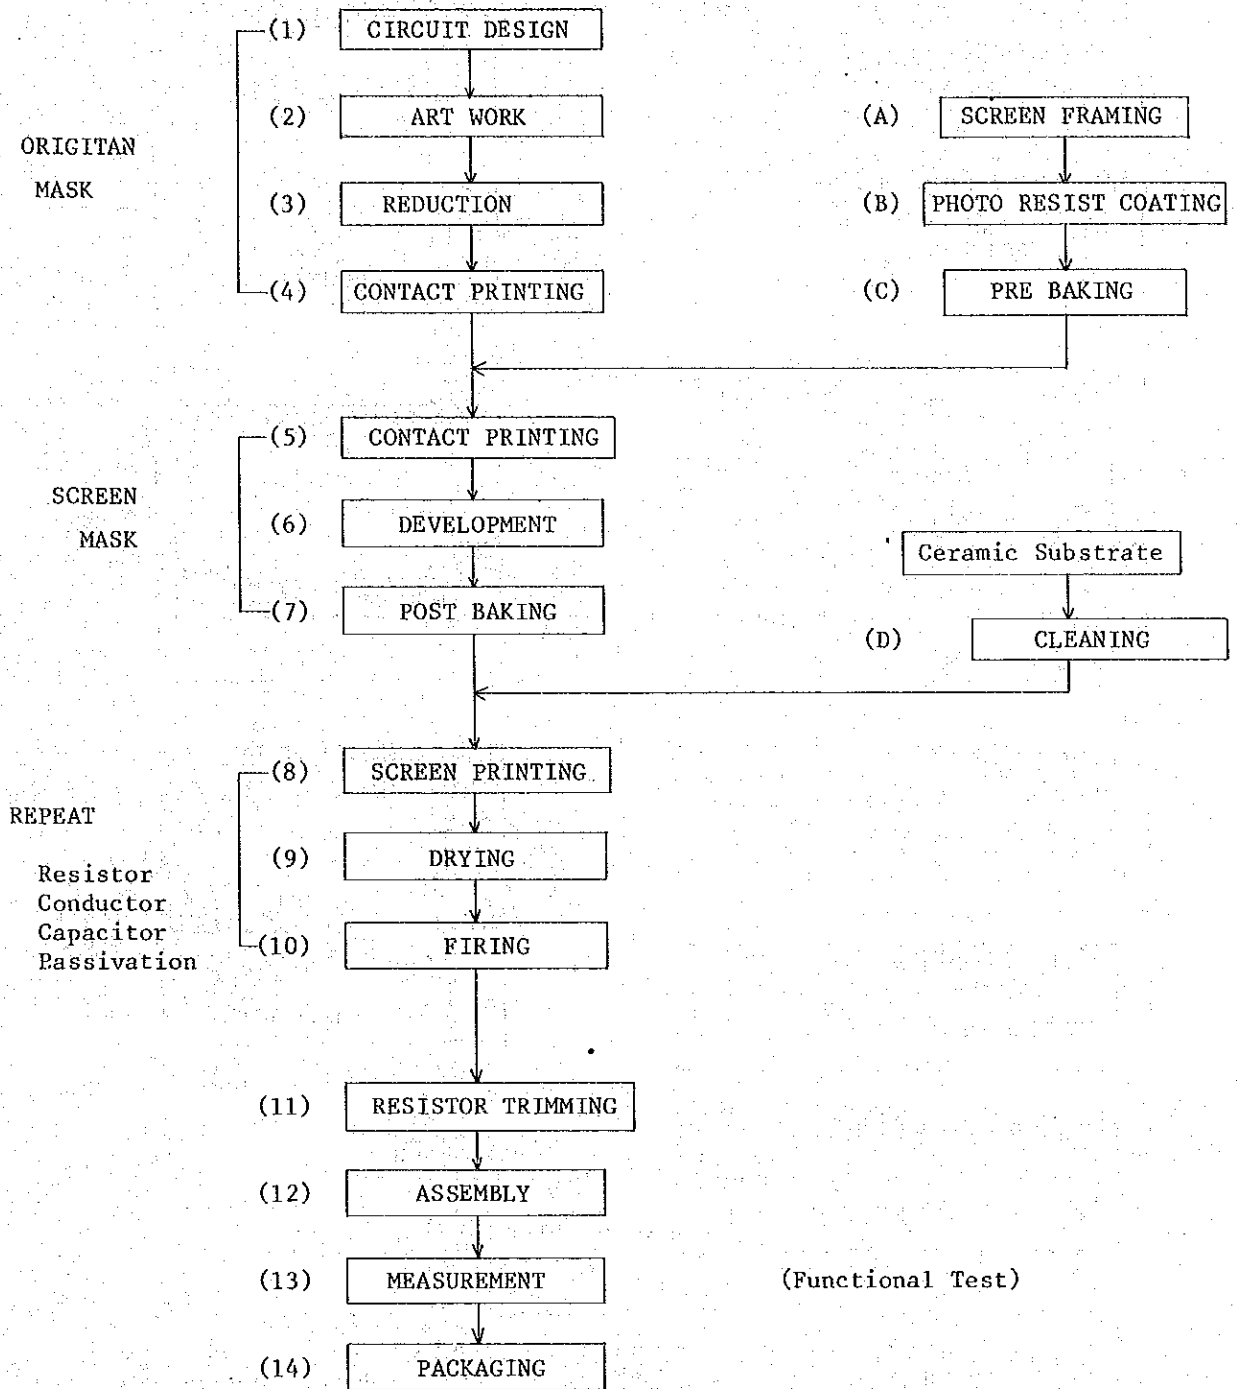 (1) CIRCUIT DESIGN
(2) ART WORK
(A) SCREEN FRAMING
ORIGITAN
MASK
(3) REDUCTION
(B) PHOTO RESIST COATING
(4) CONTACT PRINTING
(C) PRE BAKING
(5) CONTACT PRINTING
SCREEN
MASK
(6) DEVELOPMENT
Ceramic Substrate
(7) POST BAKING
(D) CLEANING
(8) SCREEN PRINTING
REPEAT
Resistor
Conductor
Capacitor
Passivation
(9) DRYING
(10) FIRING
(11) RESISTOR TRIMMING
(12) ASSEMBLY
(13) MEASUREMENT (Functional Test)
(14) PACKAGING